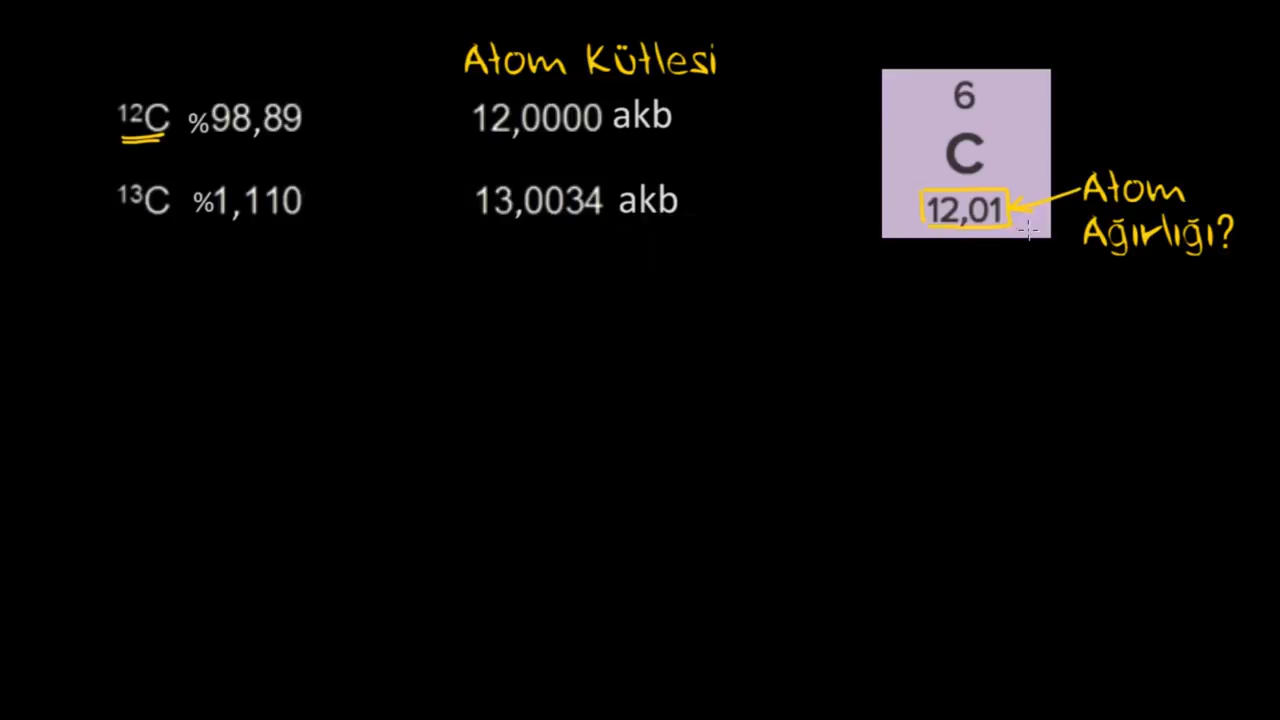 Atom Kütlesi
¹²C %98,89 12,0000 akb
¹³C %1,110 13,0034 akb
6
C
12,01
Atom
Ağırlığı?